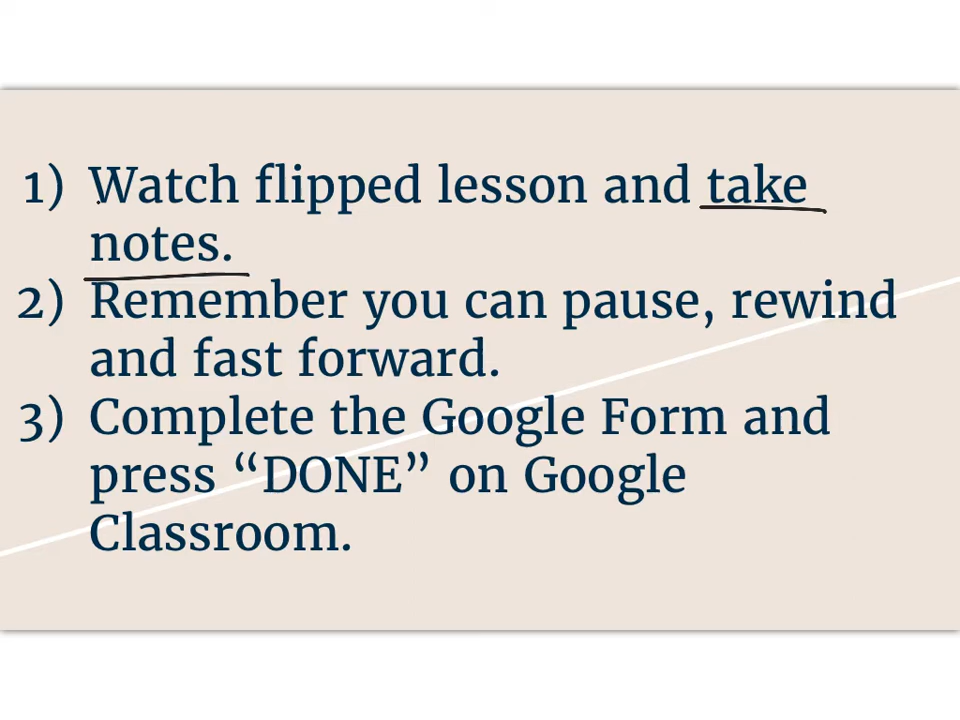 1) Watch flipped lesson and take
notes.
2) Remember you can pause, rewind
and fast forward.
3) Complete the Google Form and
press “DONE” on Google
Classroom.